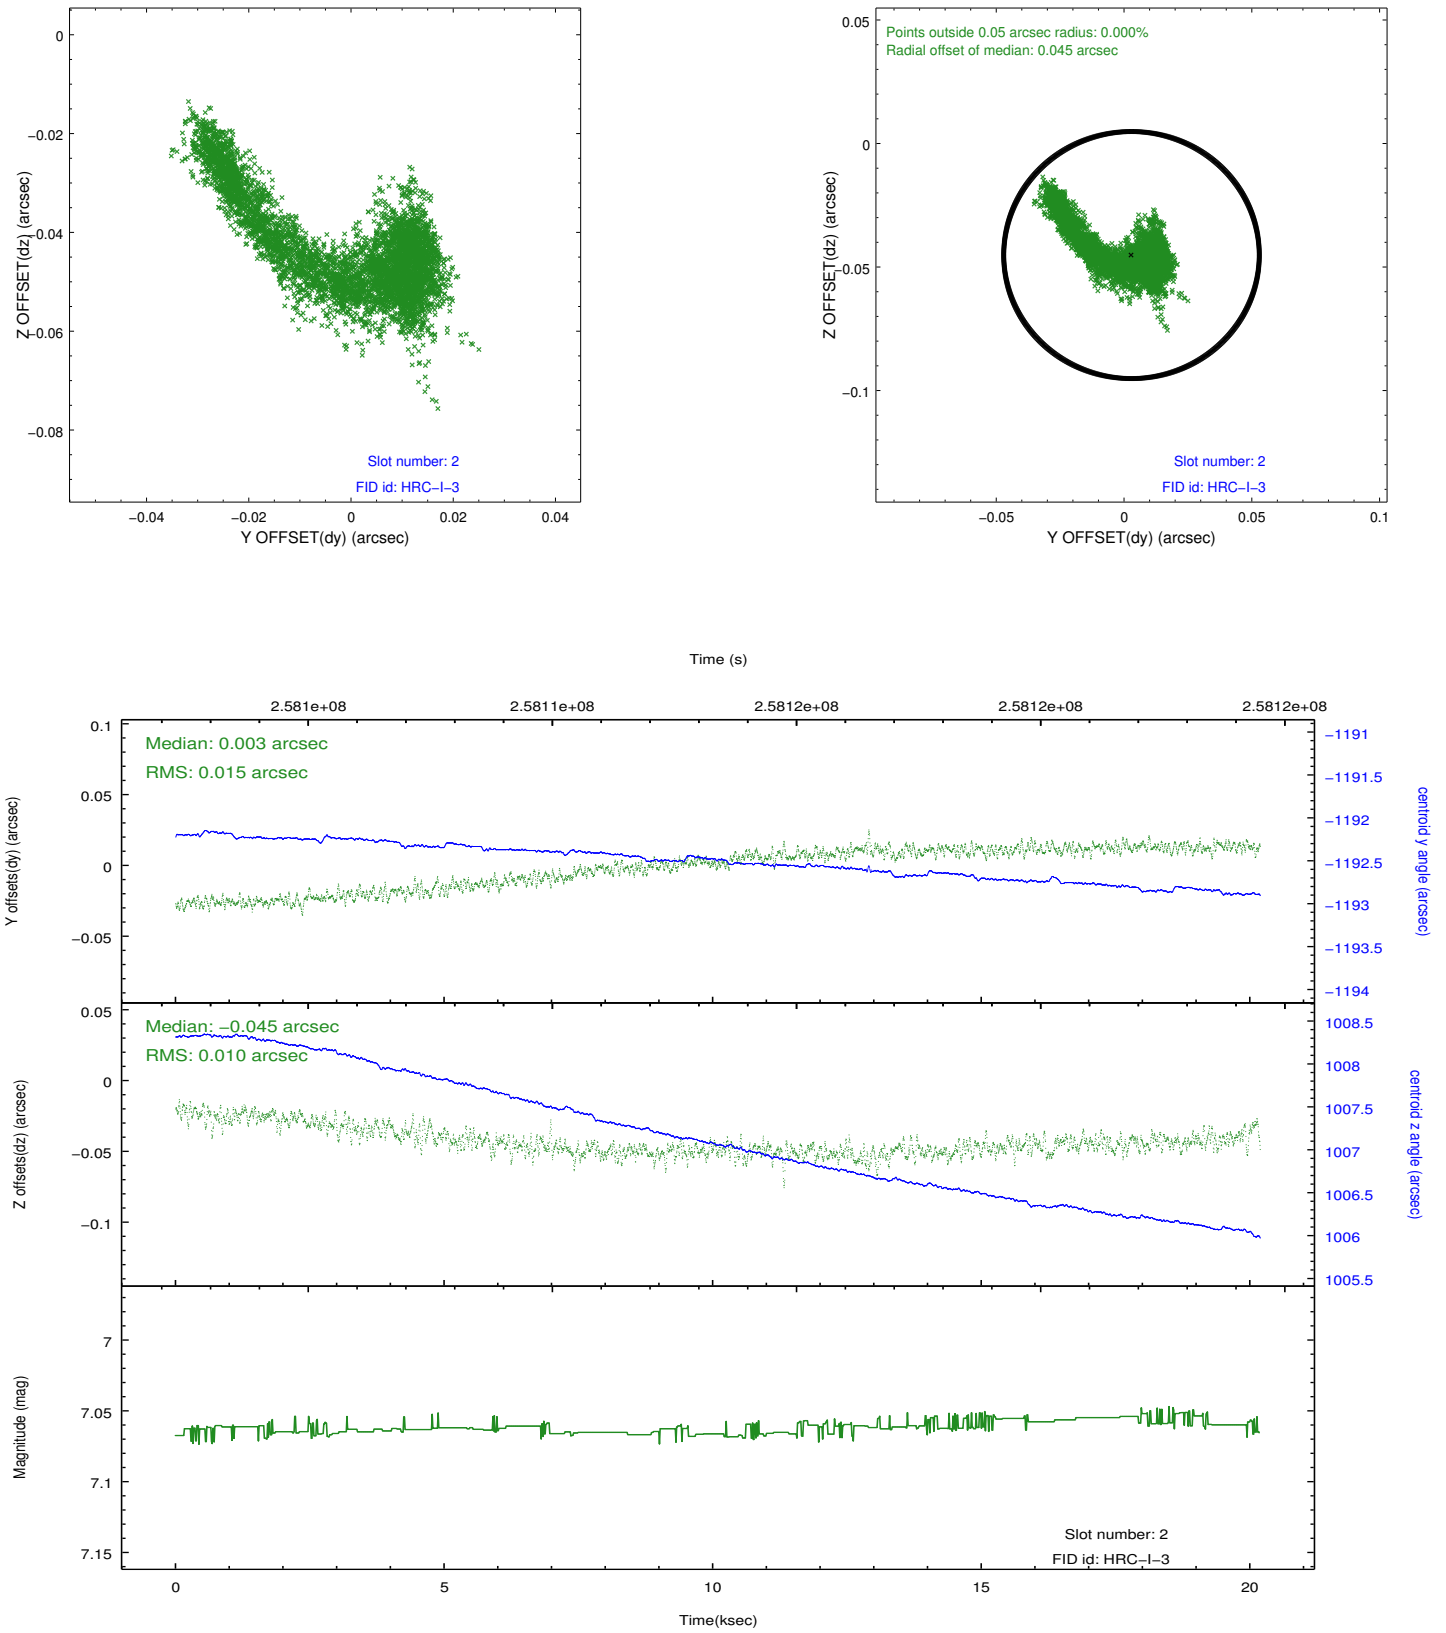 0
−0.02
−0.04
−0.06
−0.08
Z OFFSET(dz) (arcsec)
Slot number: 2
FID id: HRC−I−3
−0.04 −0.02 0 0.02 0.04
Y OFFSET(dy) (arcsec)
0.05
0
−0.05
−0.1
Z OFFSET(dz) (arcsec)
Points outside 0.05 arcsec radius: 0.000%
Radial offset of median: 0.045 arcsec
Slot number: 2
FID id: HRC−I−3
−0.05 0 0.05 0.1
Y OFFSET(dy) (arcsec)
Time (s)
2.581e+08 2.5811e+08 2.5812e+08 2.5812e+08 2.5812e+08
0.1
0.05
0
−0.05
Y offsets(dy) (arcsec)
Median: 0.003 arcsec
RMS: 0.015 arcsec
−1191
−1191.5
−1192
−1192.5
−1193
−1193.5
−1194
centroid y angle (arcsec)
0.05
0
−0.05
−0.1
Z offsets(dz) (arcsec)
Median: −0.045 arcsec
RMS: 0.010 arcsec
1008.5
1008
1007.5
1007
1006.5
1006
1005.5
centroid z angle (arcsec)
7
7.05
7.1
7.15
Magnitude (mag)
Slot number: 2
FID id: HRC−I−3
0 5 10 15 20
Time(ksec)